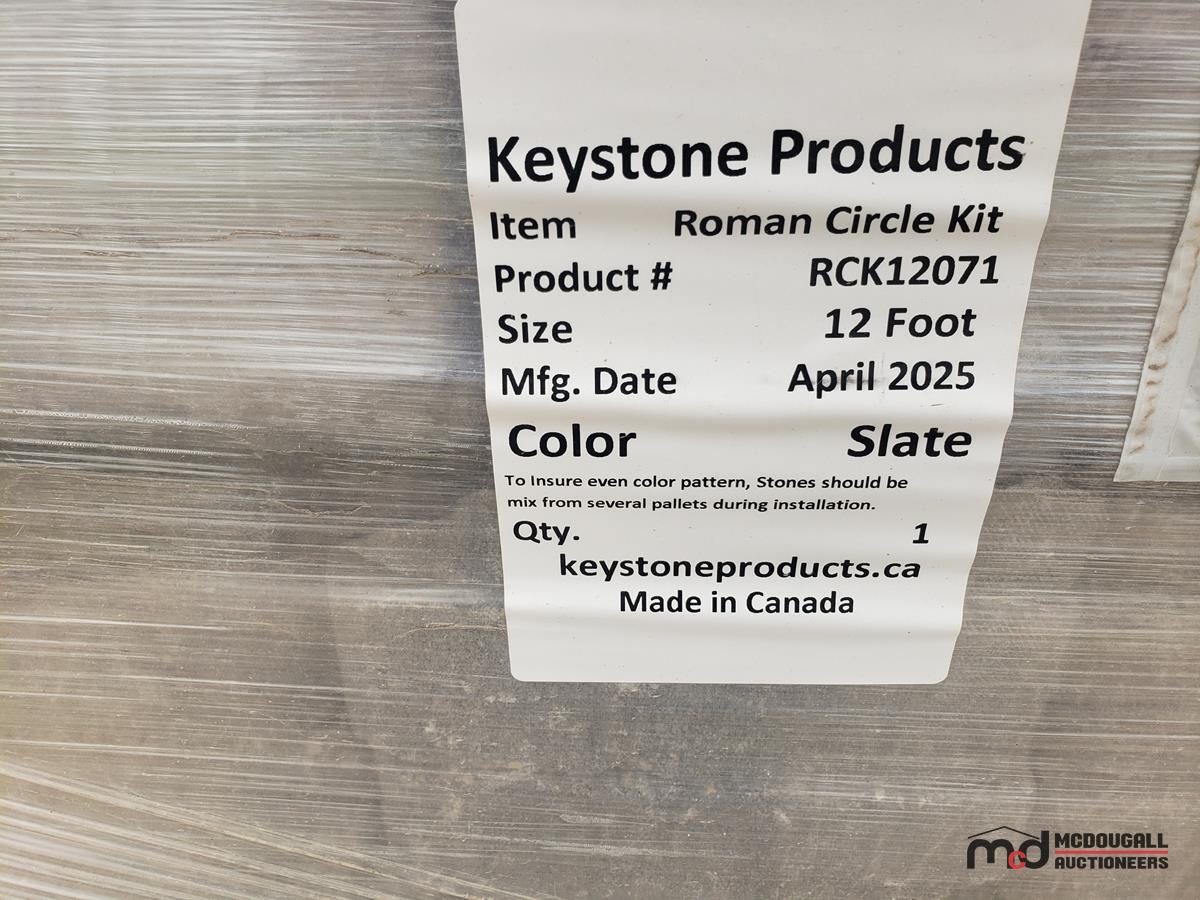 Keystone Products
Item Roman Circle Kit
Product # RCK12071
Size 12 Foot
Mfg. Date April 2025
Color Slate
To Insure even color pattern, Stones should be
mix from several pallets during installation.
Qty. 1
keystoneproducts.ca
Made in Canada
mcd MCDOUGALL
AUCTIONEERS